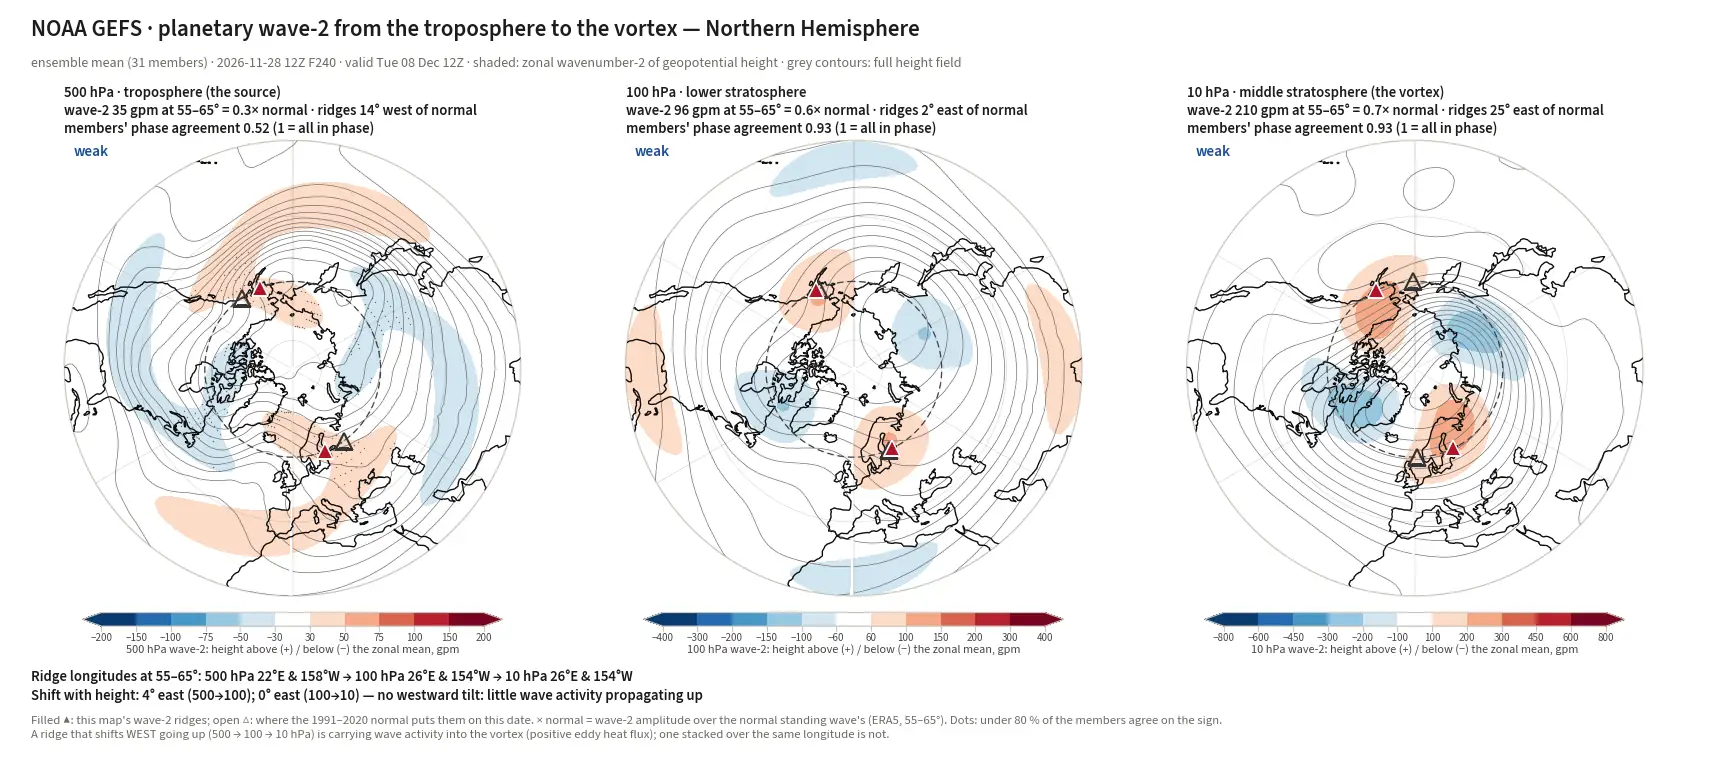 NOAA GEFS · planetary wave-2 from the troposphere to the vortex — Northern Hemisphere
ensemble mean (31 members) · 2026-11-28 12Z F240 · valid Tue 08 Dec 12Z · shaded: zonal wavenumber-2 of geopotential height · grey contours: full height field
500 hPa · troposphere (the source)
wave-2 35 gpm at 55–65° = 0.3× normal · ridges 14° west of normal
members' phase agreement 0.52 (1 = all in phase)
weak
100 hPa · lower stratosphere
wave-2 96 gpm at 55–65° = 0.6× normal · ridges 2° east of normal
members' phase agreement 0.93 (1 = all in phase)
weak
10 hPa · middle stratosphere (the vortex)
wave-2 210 gpm at 55–65° = 0.7× normal · ridges 25° east of normal
members' phase agreement 0.93 (1 = all in phase)
weak
−200 −150 −100 −75 −50 −30 30 50 75 100 150 200
500 hPa wave-2: height above (+) / below (−) the zonal mean, gpm
−400 −300 −200 −150 −100 −60 60 100 150 200 300 400
100 hPa wave-2: height above (+) / below (−) the zonal mean, gpm
−800 −600 −450 −300 −200 −100 100 200 300 450 600 800
10 hPa wave-2: height above (+) / below (−) the zonal mean, gpm
Ridge longitudes at 55–65°: 500 hPa 22°E & 158°W → 100 hPa 26°E & 154°W → 10 hPa 26°E & 154°W
Shift with height: 4° east (500→100); 0° east (100→10) — no westward tilt: little wave activity propagating up
Filled ▲: this map's wave-2 ridges; open △: where the 1991–2020 normal puts them on this date. × normal = wave-2 amplitude over the normal standing wave's (ERA5, 55–65°). Dots: under 80 % of the members agree on the sign.
A ridge that shifts WEST going up (500 → 100 → 10 hPa) is carrying wave activity into the vortex (positive eddy heat flux); one stacked over the same longitude is not.